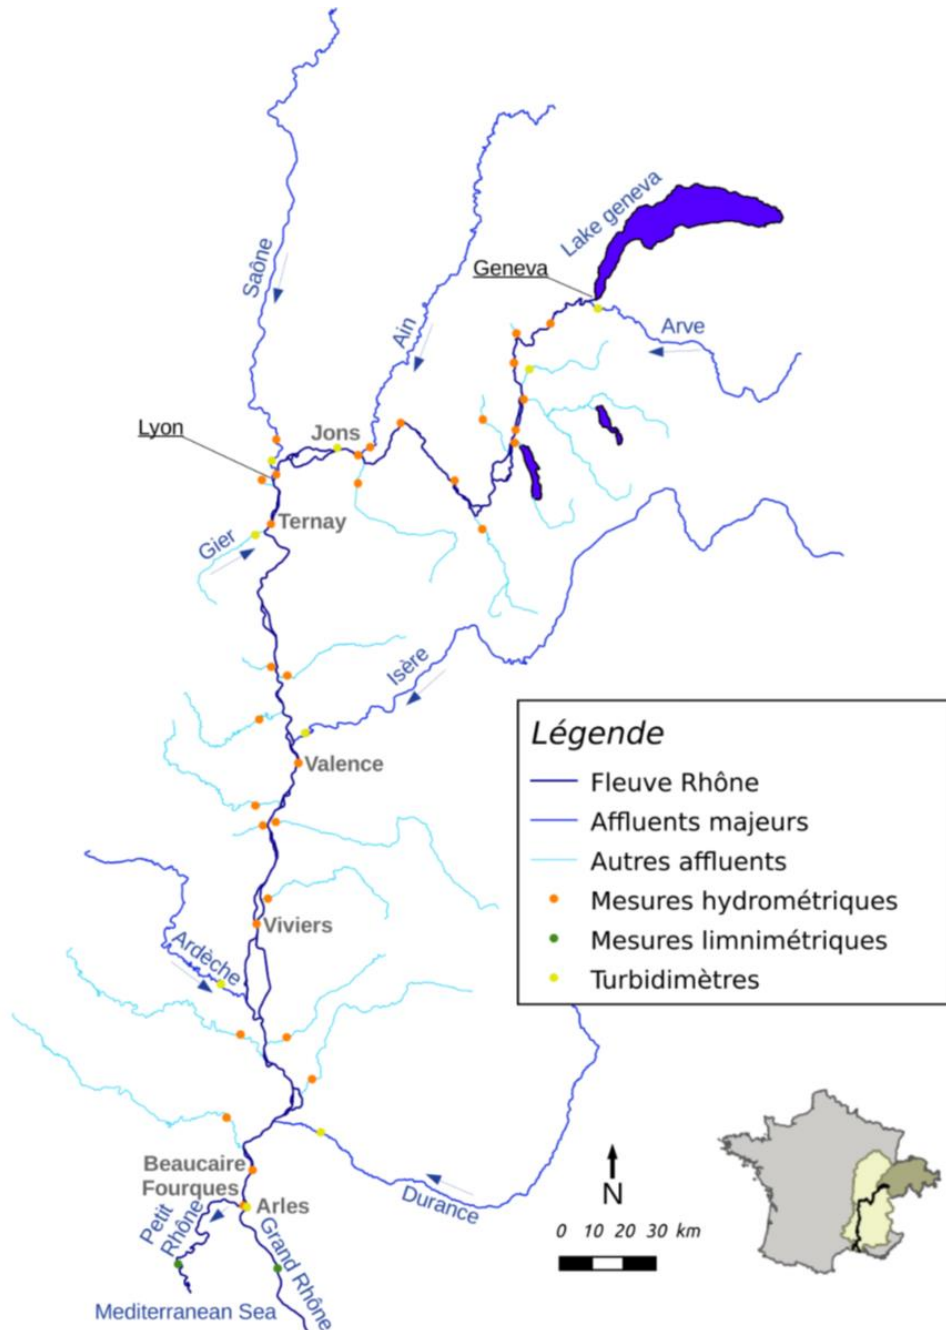 Lake geneva
Saône
Geneva
Ain
Arve
Lyon
Jons
Ternay
Gier
Isère
Légende
Valence
Fleuve Rhône
Affluents majeurs
Autres affluents
Mesures hydrométriques
Viviers
Mesures limnimétriques
Ardèche
Turbidimètres
Beaucaire
Fourques
N
Durance
Arles
Petit
Rhône
0 10 20 30 km
Grand Rhône
Mediterranean Sea